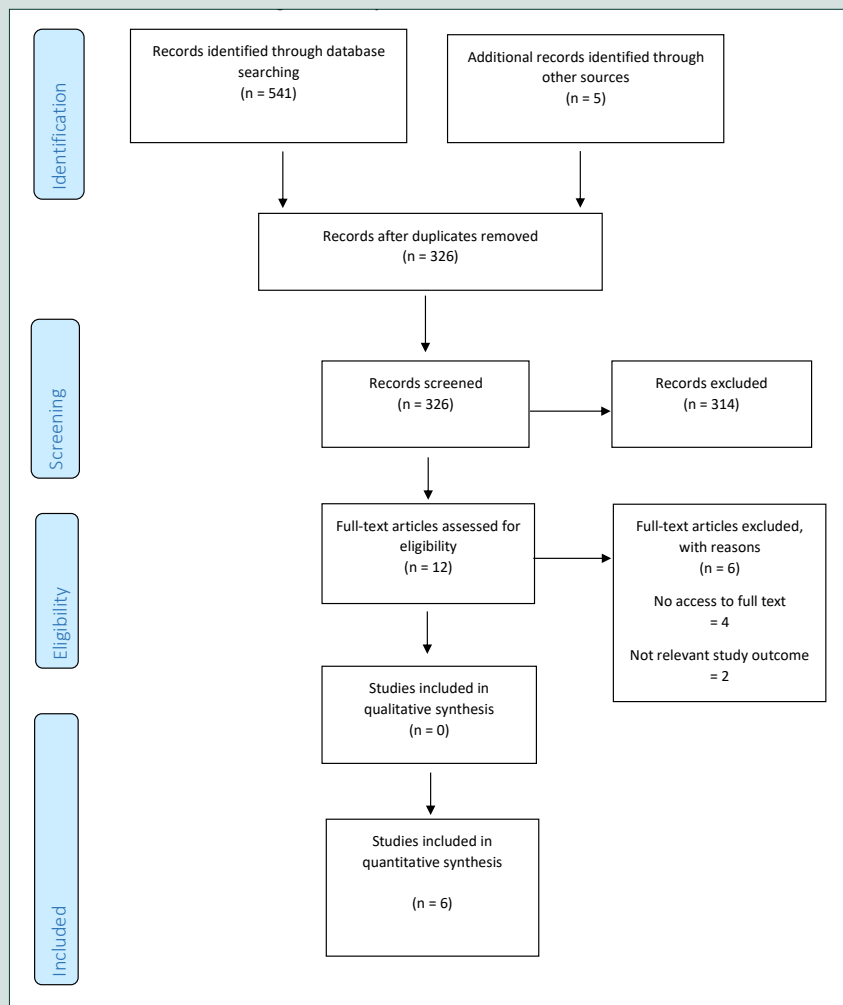 Identification
Records identified through database
searching
(n = 541)
Additional records identified through
other sources
(n = 5)
Records after duplicates removed
(n = 326)
Screening
Records screened
(n = 326)
Records excluded
(n = 314)
Eligibility
Full-text articles assessed for
eligibility
(n = 12)
Full-text articles excluded,
with reasons
(n = 6)
No access to full text
= 4
Not relevant study outcome
= 2
Studies included in
qualitative synthesis
(n = 0)
Included
Studies included in
quantitative synthesis
(n = 6)